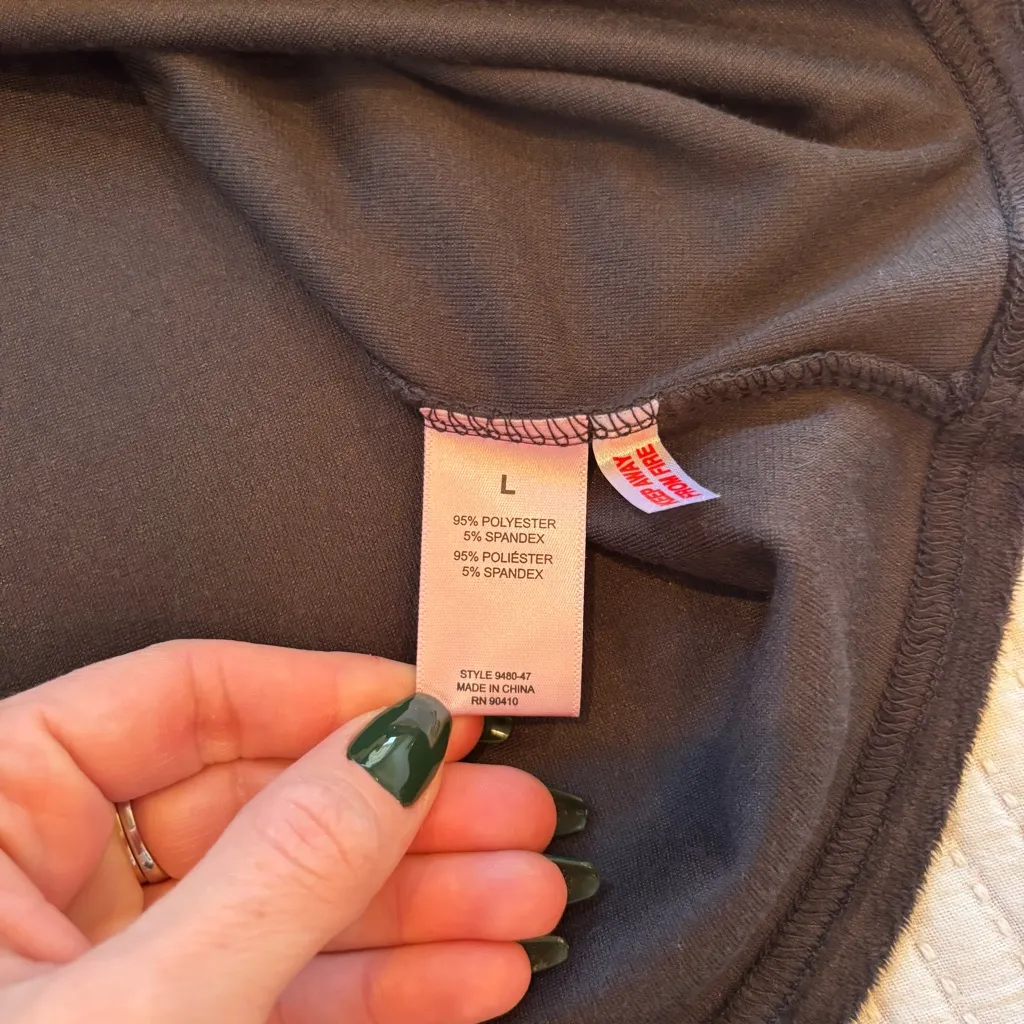 L
95% POLYESTER
5% SPANDEX
95% POLIÉSTER
5% SPANDEX
STYLE 9480-47
MADE IN CHINA
RN 90410
KEEP AWAY
FROM FIRE